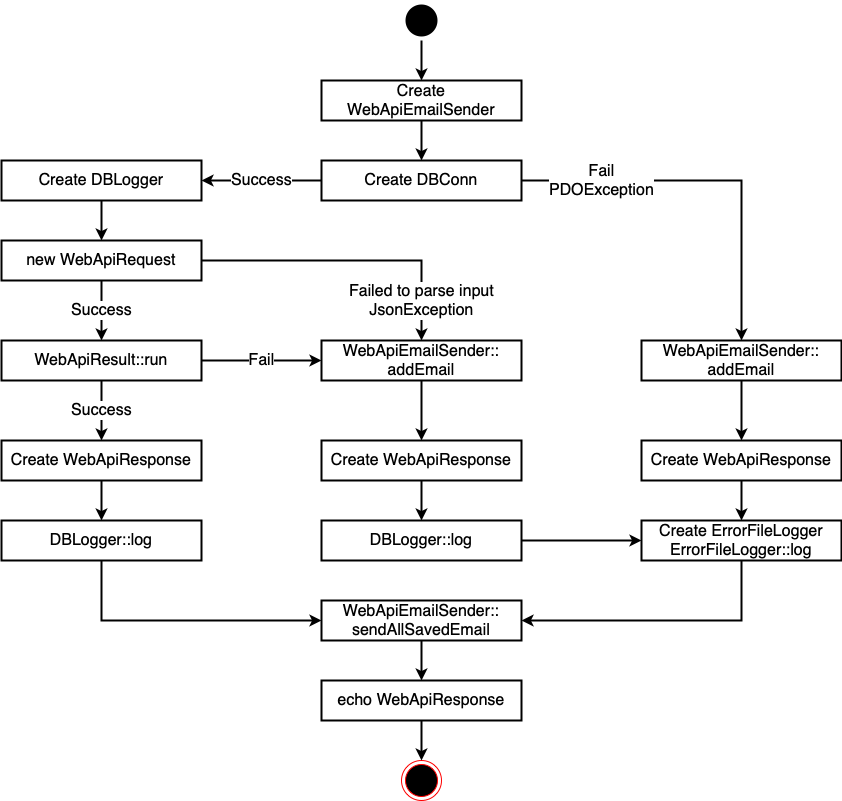 Create
WebApiEmailSender
Create DBLogger
Success
Create DBConn
Fail
PDOException
new WebApiRequest
Success
Failed to parse input
JsonException
WebApiResult::run
Fail
WebApiEmailSender::
addEmail
WebApiEmailSender::
addEmail
Success
Create WebApiResponse
Create WebApiResponse
Create WebApiResponse
DBLogger::log
DBLogger::log
Create ErrorFileLogger
ErrorFileLogger::log
WebApiEmailSender::
sendAllSavedEmail
echo WebApiResponse